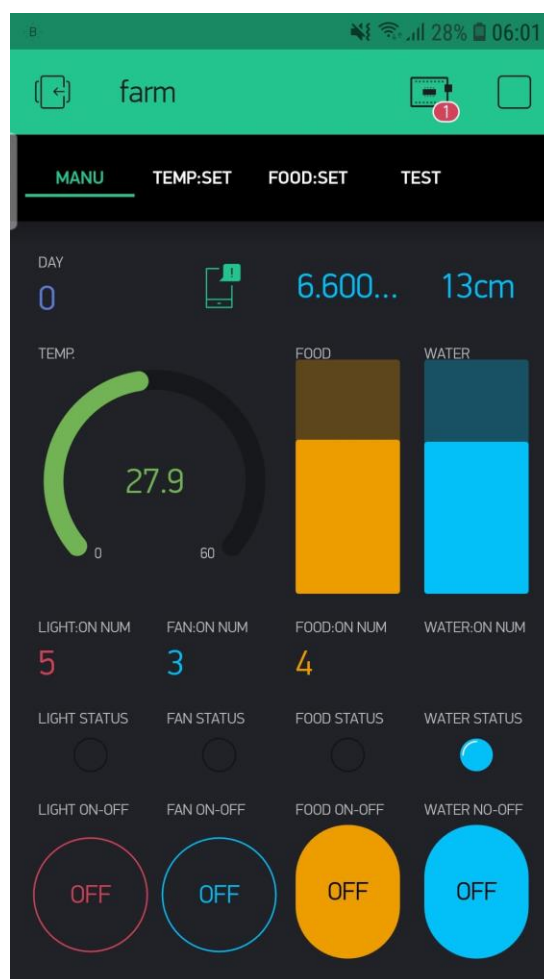 B 28% 06:01
farm
1
MANU TEMP:SET FOOD:SET TEST
DAY
0 ! 6.600... 13cm
TEMP. FOOD WATER
27.9
0 60
LIGHT:ON NUM FAN:ON NUM FOOD:ON NUM WATER:ON NUM
5 3 4
LIGHT STATUS FAN STATUS FOOD STATUS WATER STATUS
LIGHT ON-OFF FAN ON-OFF FOOD ON-OFF WATER NO-OFF
OFF OFF OFF OFF